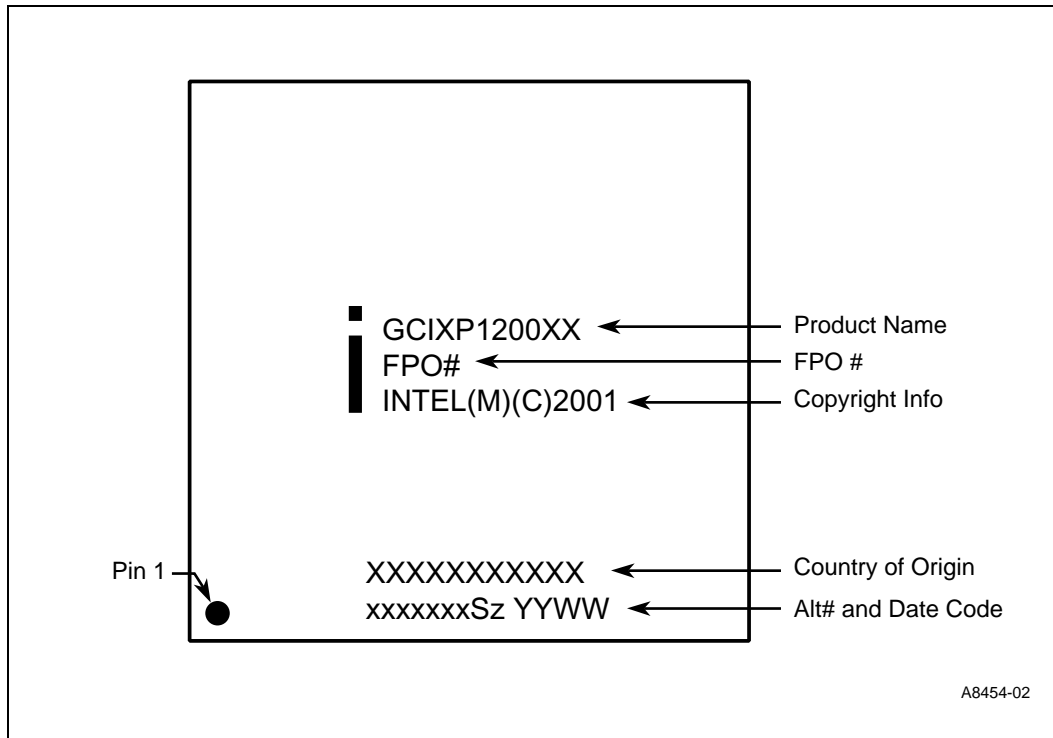 GCIXP1200XX
Product Name
FPO#
FPO #
INTEL(M)(C)2001
Copyright Info
XXXXXXXXXXX
Country of Origin
Pin 1
xxxxxxxSz YYWW
Alt# and Date Code
A8454-02